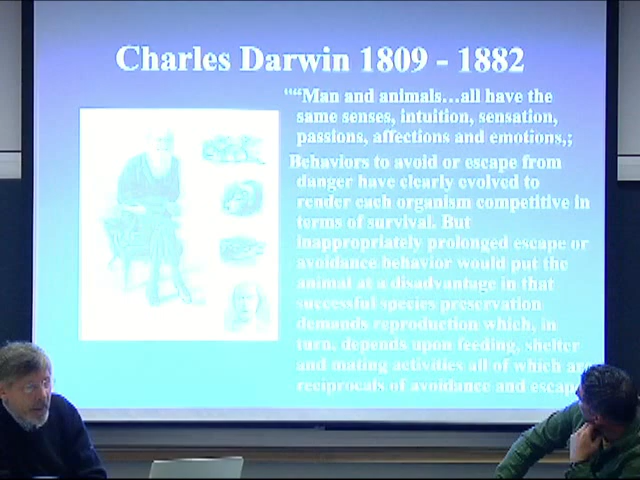 Charles Darwin 1809 - 1882
““Man and animals…all have the
same senses, intuition, sensation,
passions, affections and emotions,;
Behaviors to avoid or escape from
danger have clearly evolved to
render each organism competitive in
terms of survival. But
inappropriately prolonged escape or
avoidance behavior would put the
animal at a disadvantage in that
successful species preservation
demands reproduction which, in
turn, depends upon feeding, shelter
and mating activities all of which are
reciprocals of avoidance and escape